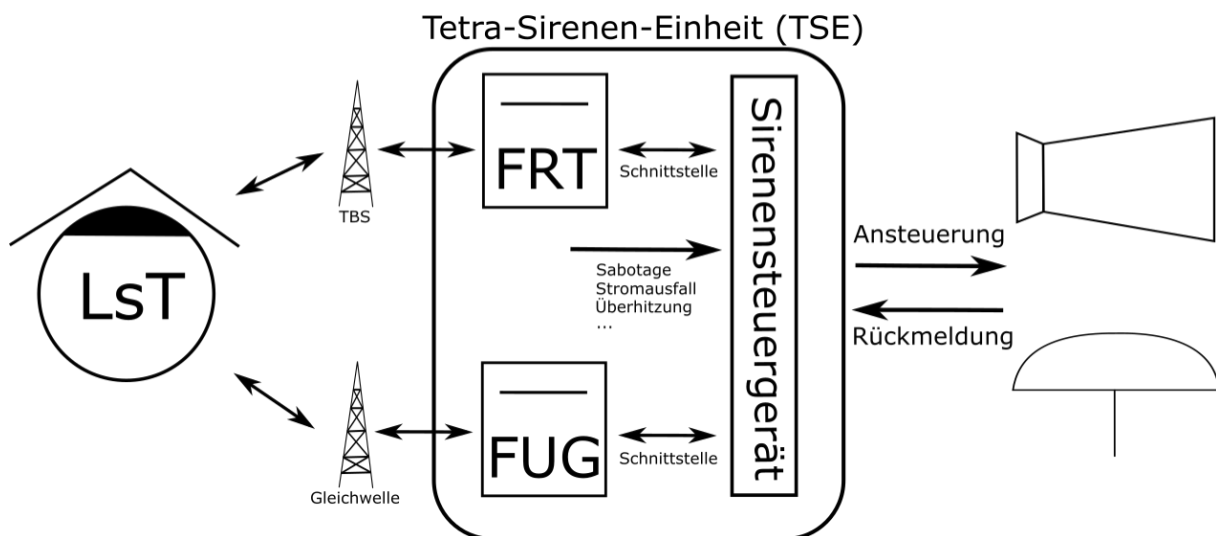 Tetra-Sirenen-Einheit (TSE)
LsT
TBS
FRT
Schnittstelle
Sabotage
Stromausfall
Überhitzung
...
Gleichwelle
FUG
Schnittstelle
Sirenensteuergerät
Ansteuerung
Rückmeldung